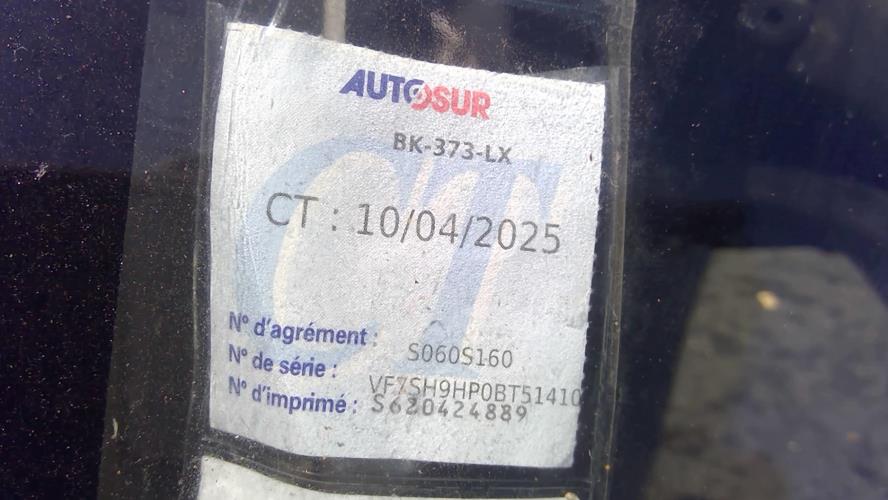 AUTOSUR
BK-373-LX
CT : 10/04/2025
N° d'agrément : S060S160
N° de série : VF7SH9HP0BT51410
N° d'imprimé : S620424889